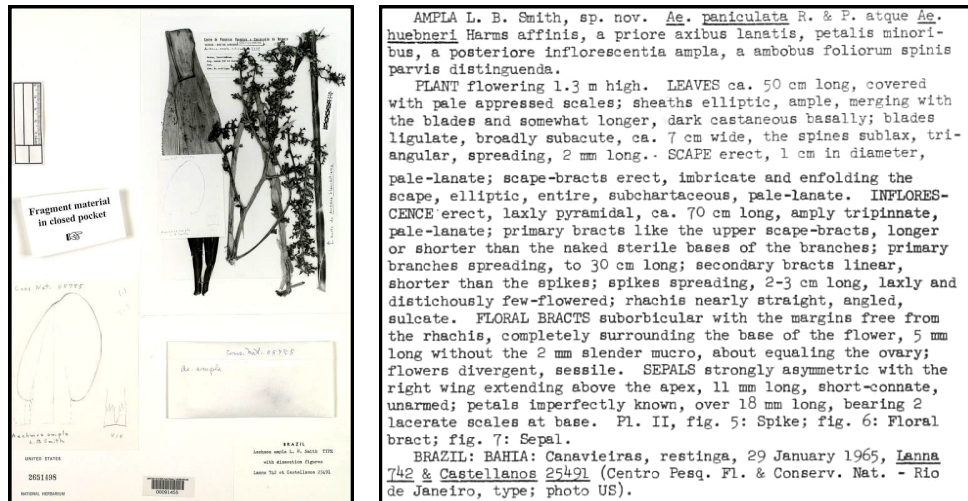 Fragment material
in closed pocket
Cons. Nat. 05755
Aechmea ampla
L.B. Smith
UNITED STATES
2651498
NATIONAL HERBARIUM
00091455
Cons. Nat. 05755
Ae. ampla
BRAZIL
Aechmea ampla L. B. Smith TYPE
with dissection figures
Lanna 742 et Castellanos 25491
AMPLA L. B. Smith, sp. nov. Ae. paniculata R. & P. atque Ae.
huebneri Harms affinis, a priore axibus lanatis, petalis minori-
bus, a posteriore inflorescentia ampla, a ambobus foliorum spinis
parvis distinguenda.
PLANT flowering 1.3 m high. LEAVES ca. 50 cm long, covered
with pale appressed scales; sheaths elliptic, ample, merging with
the blades and somewhat longer, dark castaneous basally; blades
ligulate, broadly subacute, ca. 7 cm wide, the spines sublax, tri-
angular, spreading, 2 mm long. SCAPE erect, 1 cm in diameter,
pale-lanate; scape-bracts erect, imbricate and enfolding the
scape, elliptic, entire, subchartaceous, pale-lanate. INFLORES-
CENCE erect, laxly pyramidal, ca. 70 cm long, amply tripinnate,
pale-lanate; primary bracts like the upper scape-bracts, longer
or shorter than the naked sterile bases of the branches; primary
branches spreading, to 30 cm long; secondary bracts linear,
shorter than the spikes; spikes spreading, 2-3 cm long, laxly and
distichously few-flowered; rhachis nearly straight, angled,
sulcate. FLORAL BRACTS suborbicular with the margins free from
the rhachis, completely surrounding the base of the flower, 5 mm
long without the 2 mm slender mucro, about equaling the ovary;
flowers divergent, sessile. SEPALS strongly asymmetric with the
right wing extending above the apex, 11 mm long, short-connate,
unarmed; petals imperfectly known, over 18 mm long, bearing 2
lacerate scales at base. Pl. II, fig. 5: Spike; fig. 6: Floral
bract; fig. 7: Sepal.
BRAZIL: BAHIA: Canavieiras, restinga, 29 January 1965, Lanna
742 & Castellanos 25491 (Centro Pesq. Fl. & Conserv. Nat. - Rio
de Janeiro, type; photo US).